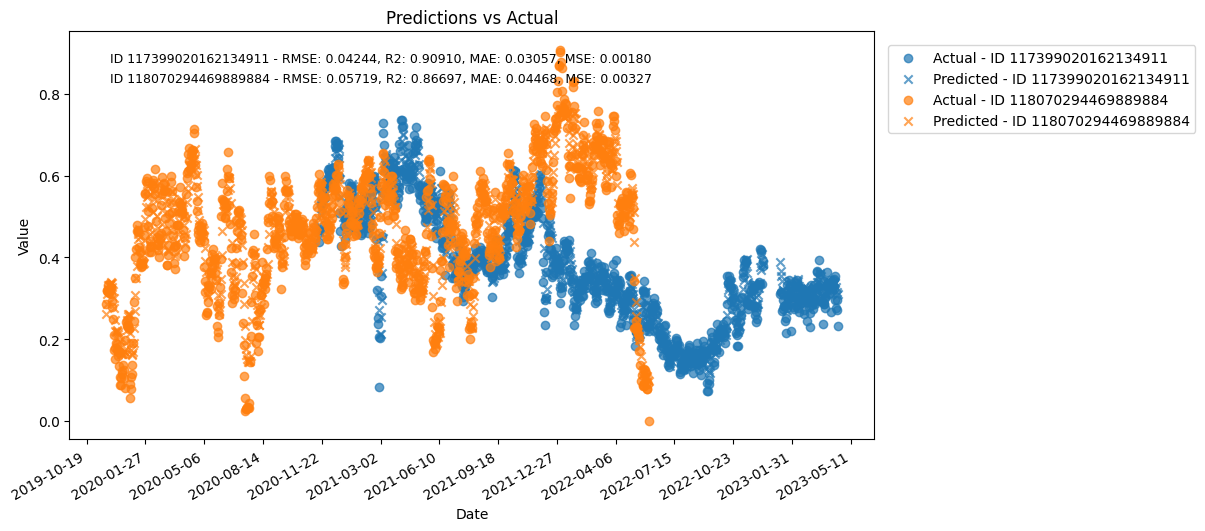 Predictions vs Actual
ID 117399020162134911 - RMSE: 0.04244, R2: 0.90910, MAE: 0.03057, MSE: 0.00180
ID 118070294469889884 - RMSE: 0.05719, R2: 0.86697, MAE: 0.04468, MSE: 0.00327
Actual - ID 117399020162134911
Predicted - ID 117399020162134911
Actual - ID 118070294469889884
Predicted - ID 118070294469889884
Value
0.8
0.6
0.4
0.2
0.0
2019-10-19
2020-01-27
2020-05-06
2020-08-14
2020-11-22
2021-03-02
2021-06-10
2021-09-18
2021-12-27
2022-04-06
2022-07-15
2022-10-23
2023-01-31
2023-05-11
Date